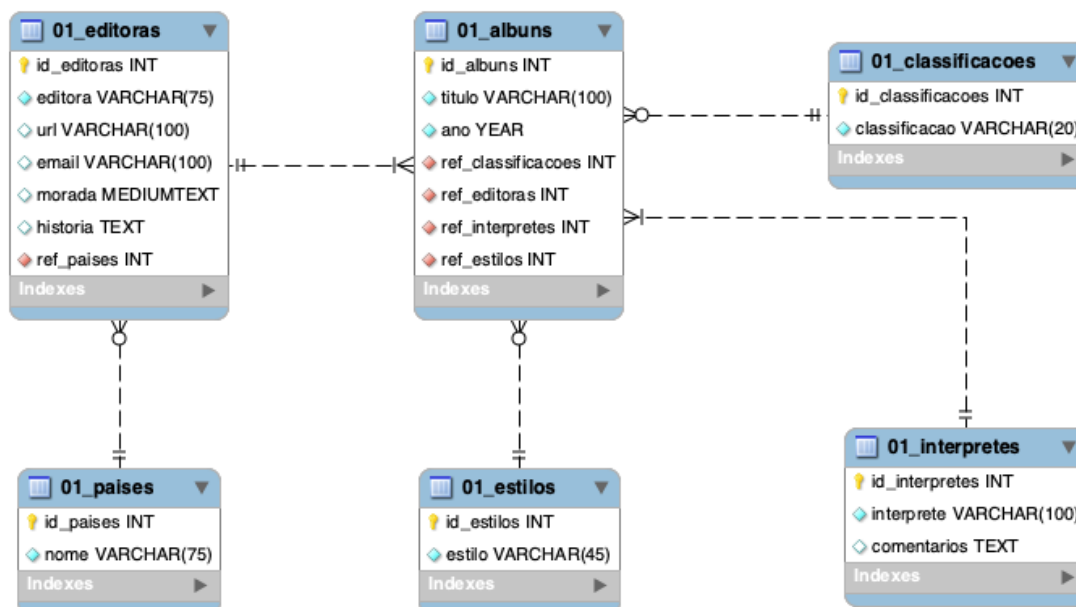 01_editoras
id_editoras INT
editora VARCHAR(75)
url VARCHAR(100)
email VARCHAR(100)
morada MEDIUMTEXT
historia TEXT
ref_paises INT
Indexes
01_albuns
id_albuns INT
titulo VARCHAR(100)
ano YEAR
ref_classificacoes INT
ref_editoras INT
ref_interpretes INT
ref_estilos INT
Indexes
01_classificacoes
id_classificacoes INT
classificacao VARCHAR(20)
Indexes
01_paises
id_paises INT
nome VARCHAR(75)
Indexes
01_estilos
id_estilos INT
estilo VARCHAR(45)
Indexes
01_interpretes
id_interpretes INT
interprete VARCHAR(100)
comentarios TEXT
Indexes